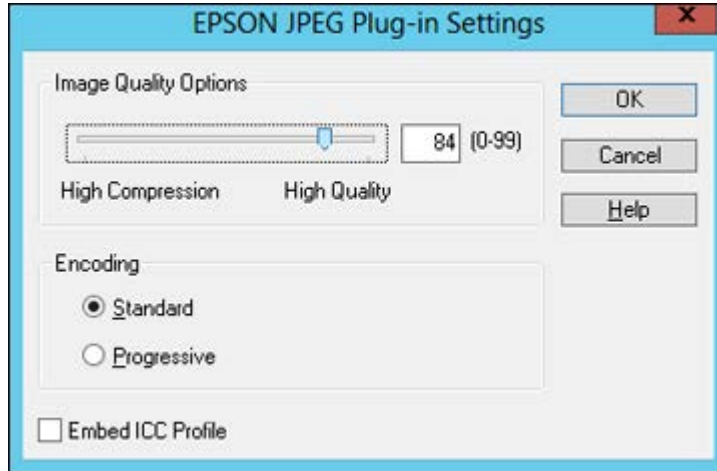 EPSON JPEG Plug-in Settings
x
Image Quality Options
84 (0-99)
High Compression High Quality
OK
Cancel
Help
Encoding
Standard
Progressive
Embed ICC Profile